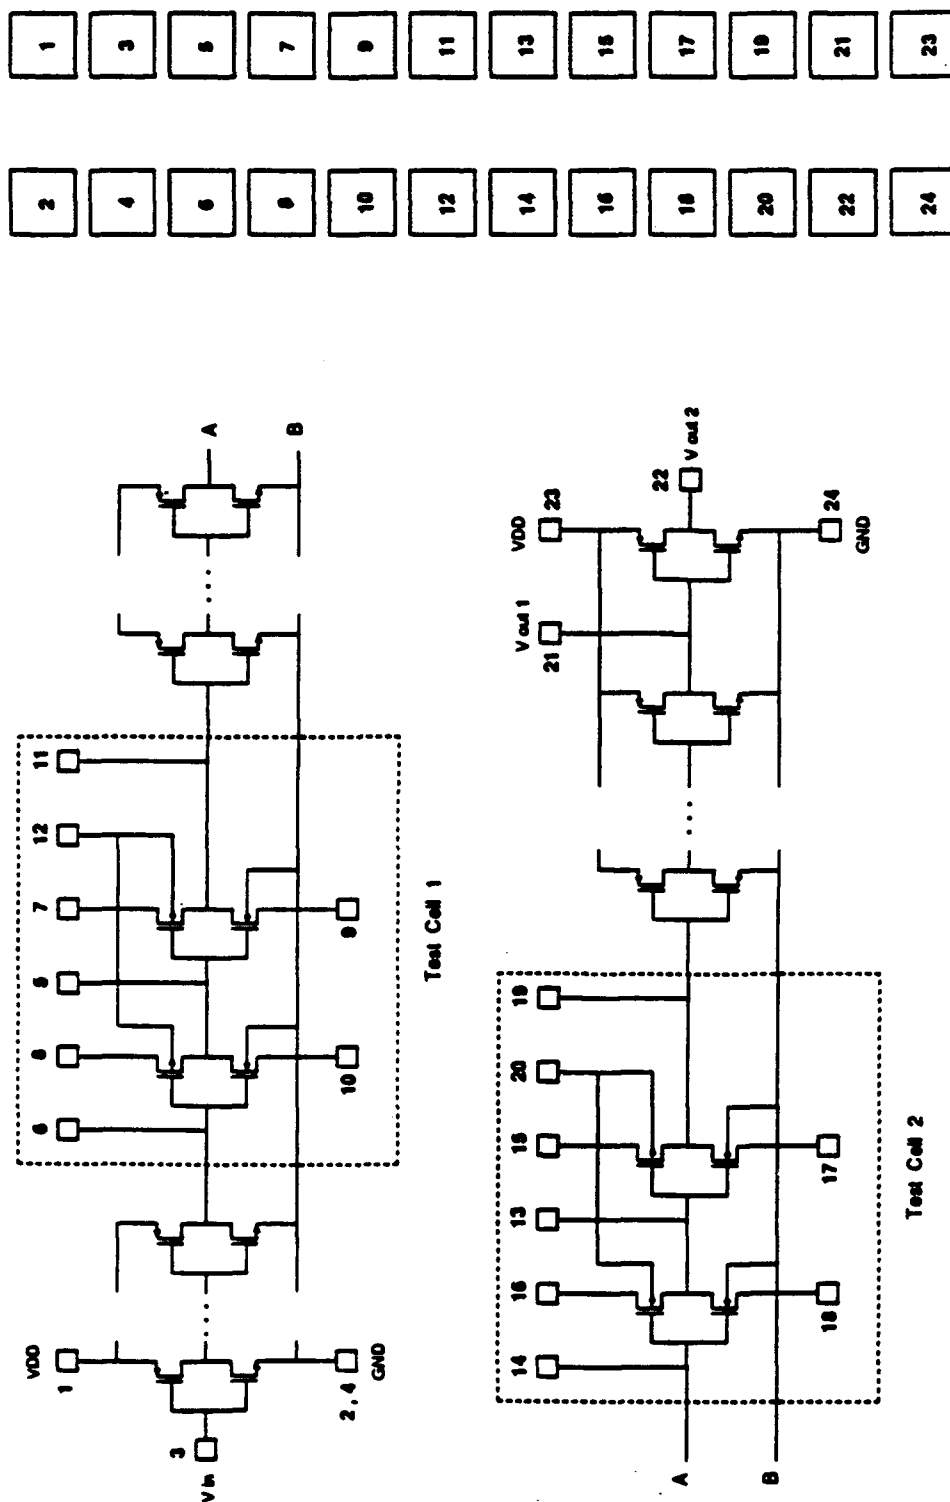 1 3 5 7 9 11 13 15 17 19 21 23
2 4 6 8 10 12 14 16 18 20 22 24
VDD
1
3
V in
2, 4
GND
6
8
5
7
12
11
10
9
A
B
Test Cell 1
A
B
14
16
13
15
20
19
18
17
Test Cell 2
V out 1
21
VDD
23
22
V out 2
24
GND